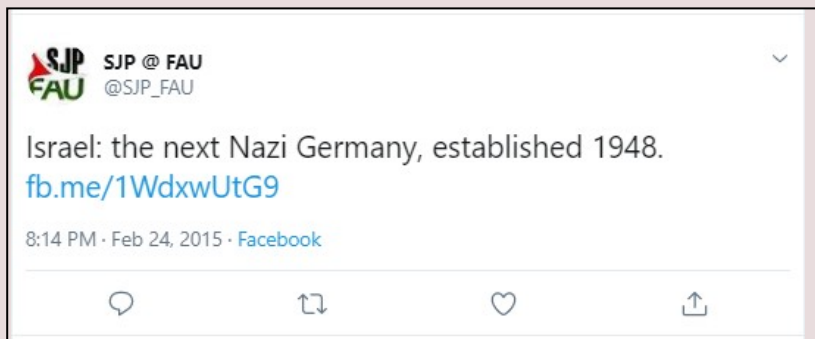 SJP
FAU
SJP @ FAU
@SJP_FAU
Israel: the next Nazi Germany, established 1948.
fb.me/1WdxwUtG9
8:14 PM · Feb 24, 2015 · Facebook